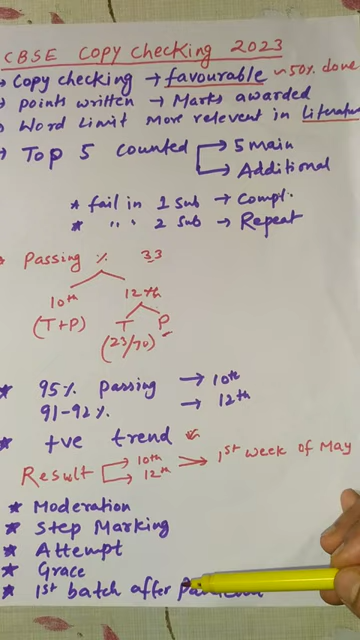 CBSE Copy Checking 2023
→ Copy checking → favourable ~50% done
→ points written → Marks awarded
→ Word Limit More relevent in Literature
→ Top 5 counted → 5 main
→ Additional
* fail in 1 sub → Compt.
* " " 2 sub → Repeat
* Passing % 33
10th 12th
(T+P) T P
(23/70)
* 95% passing → 10th
91-92% → 12th
* +ve trend
Result → 10th → 1st week of May
→ 12th
* Moderation
* Step Marking
* Attempt
* Grace
* 1st batch after